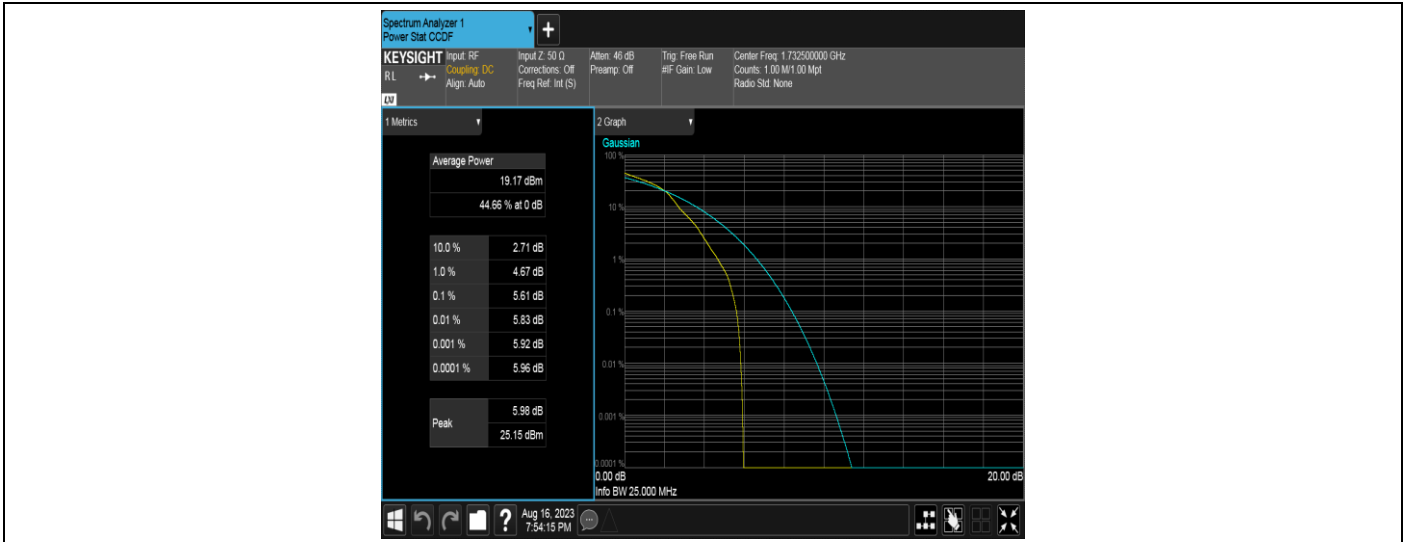 Spectrum Analyzer 1
Power Stat CCDF
+
KEYSIGHT Input: RF Input Z: 50 Ω Atten: 46 dB Trig: Free Run Center Freq: 1.732500000 GHz
RL Coupling: DC Corrections: Off Preamp: Off #IF Gain: Low Counts: 1.00 M/1.00 Mpt
Align: Auto Freq Ref: Int (S) Radio Std: None
LXI
1 Metrics
Average Power
19.17 dBm
44.66 % at 0 dB
10.0 % 2.71 dB
1.0 % 4.67 dB
0.1 % 5.61 dB
0.01 % 5.83 dB
0.001 % 5.92 dB
0.0001 % 5.96 dB
Peak 5.98 dB
25.15 dBm
2 Graph
Gaussian
100 %
10 %
1 %
0.1 %
0.01 %
0.001 %
0.0001 %
0.00 dB 20.00 dB
Info BW 25.000 MHz
? Aug 16, 2023
7:54:15 PM